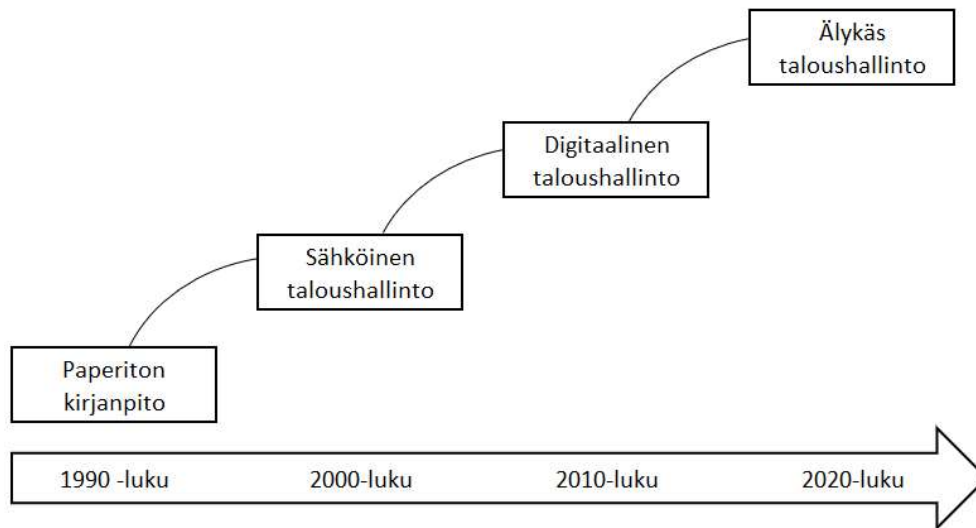 Älykäs
taloushallinto
Digitaalinen
taloushallinto
Sähköinen
taloushallinto
Paperiton
kirjanpito
1990 -luku
2000-luku
2010-luku
2020-luku